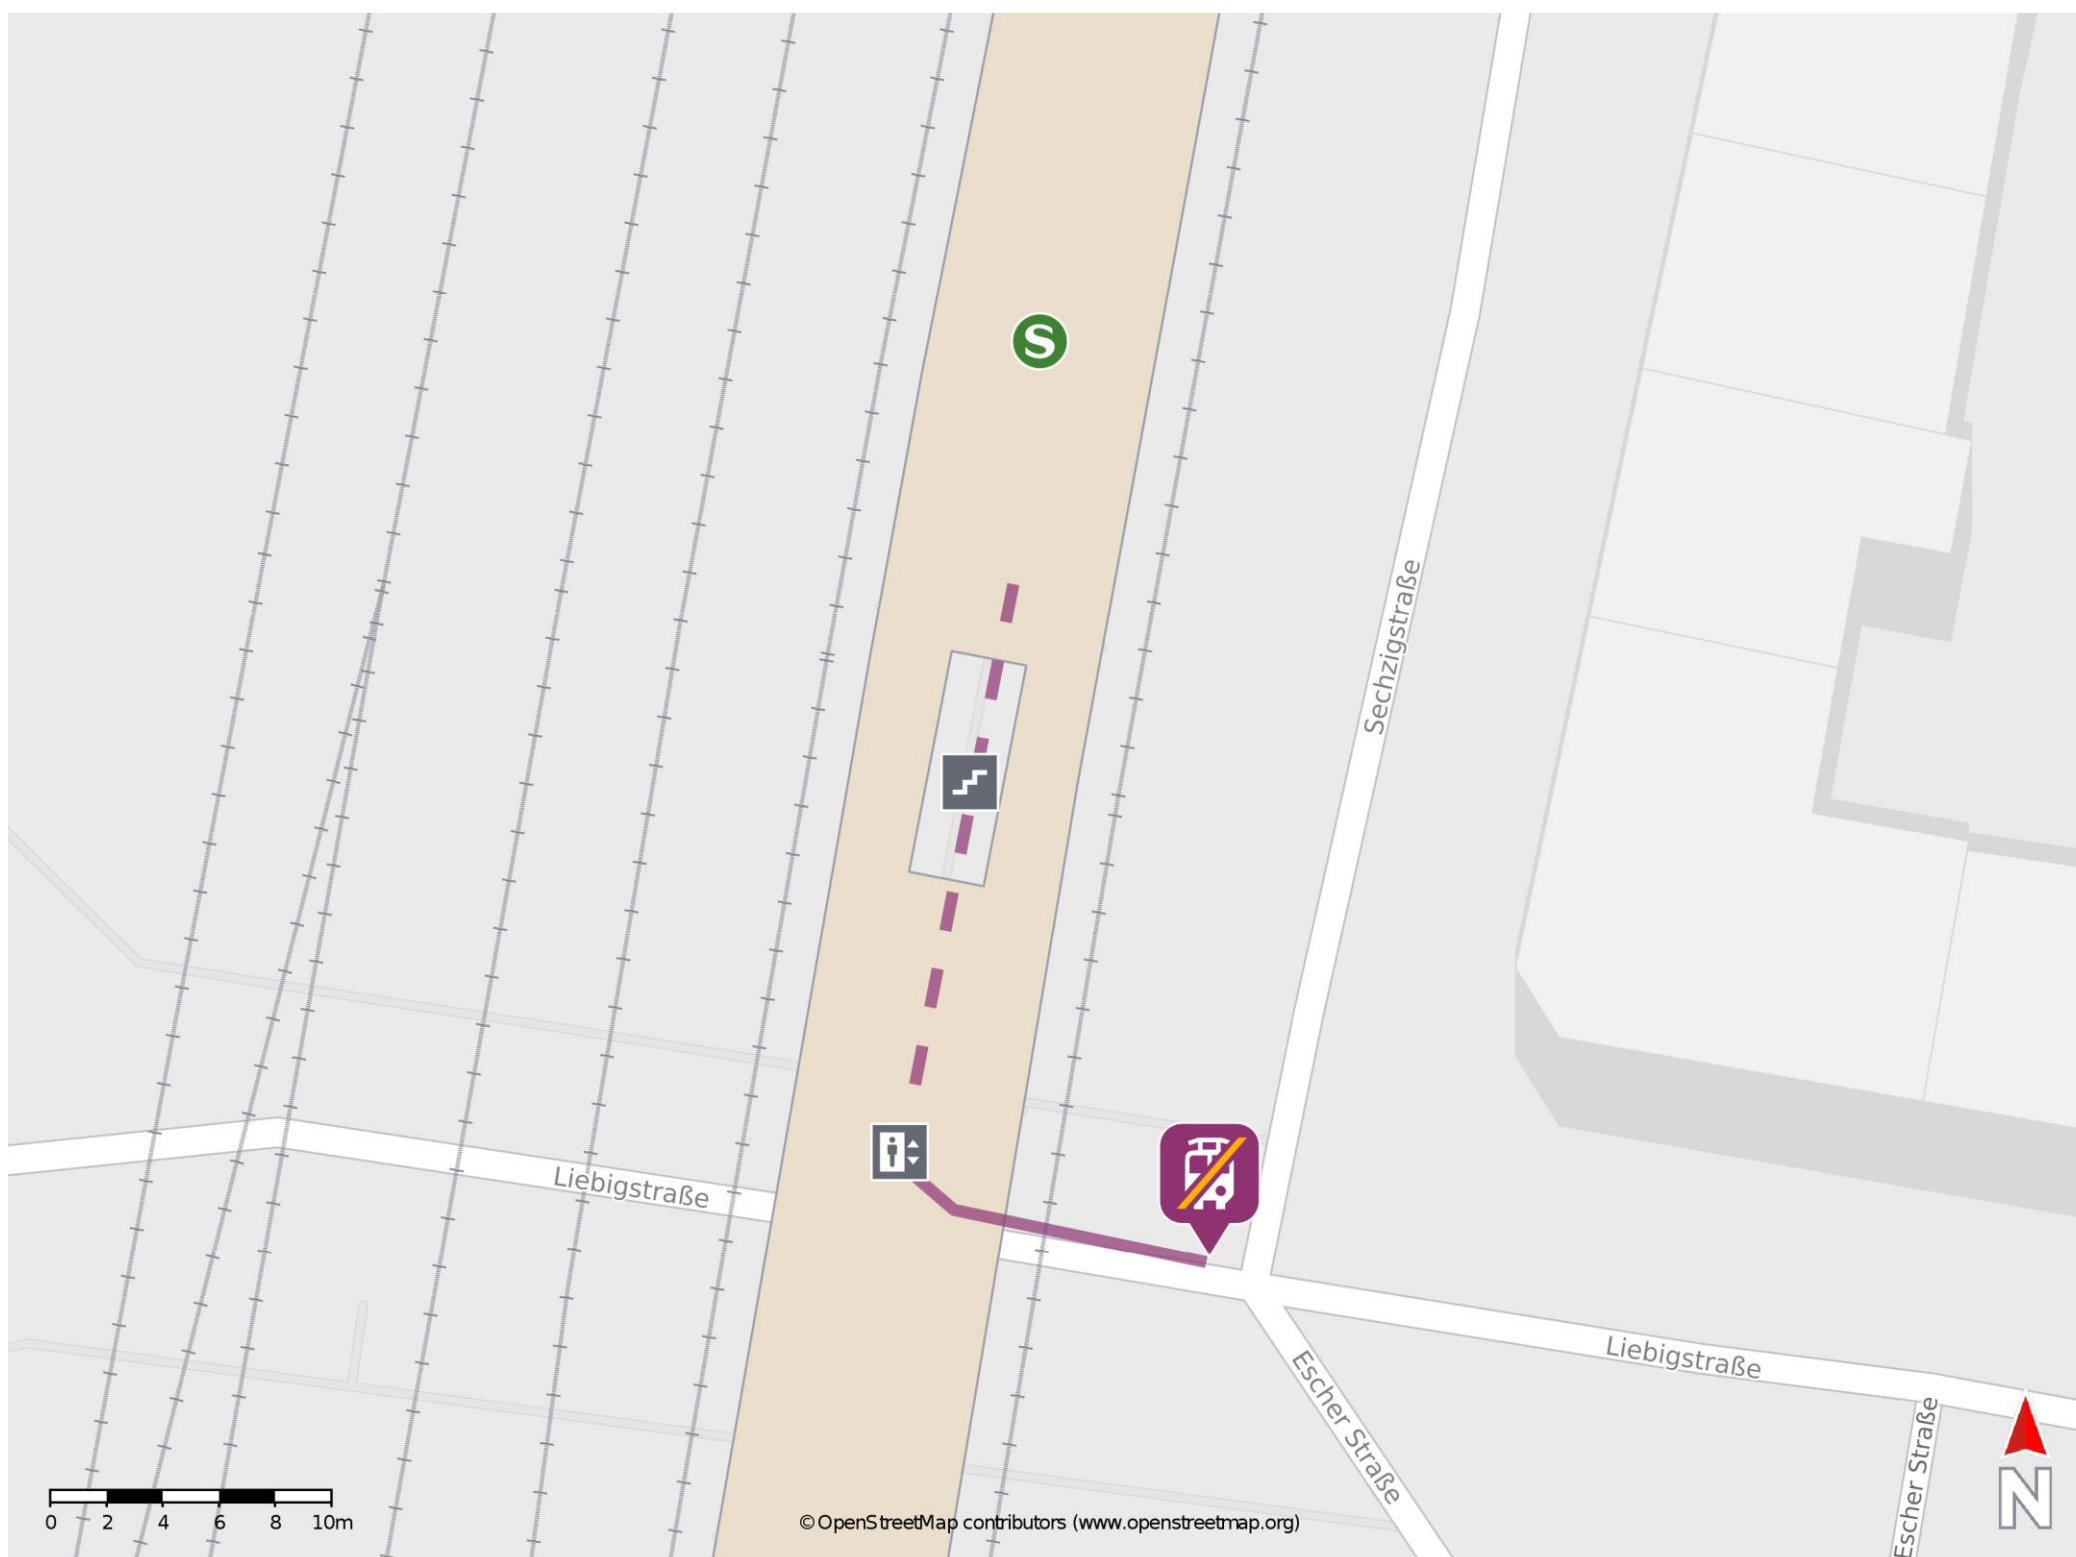 S
Sechzigstraße
Liebigstraße
Liebigstraße
Escher Straße
Escher Straße
N
0 2 4 6 8 10m
© OpenStreetMap contributors (www.openstreetmap.org)